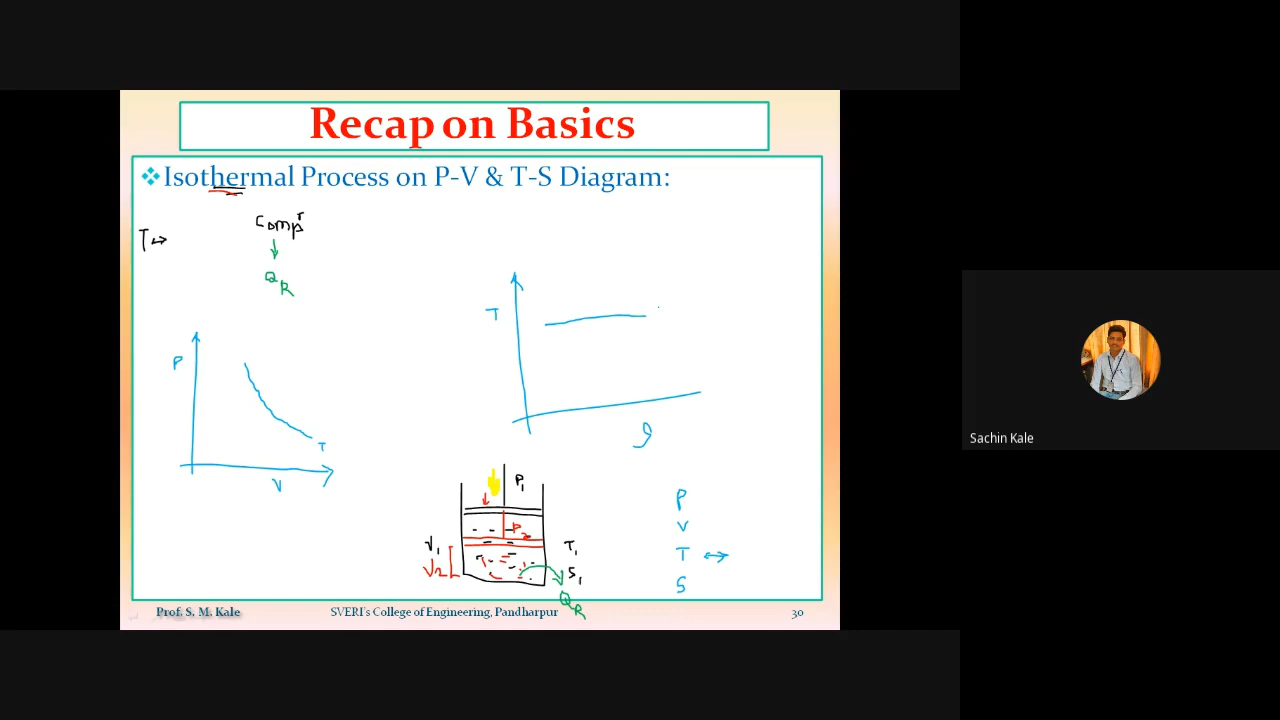 Recap on Basics
Isothermal Process on P-V & T-S Diagram:
T↔
Compr
↓
QR
P
T
V
T
P1
P2
V1
V2
T1
S1
QR
P
V
T ↔
S
Prof. S. M. Kale
SVERI's College of Engineering, Pandharpur
30
Sachin Kale